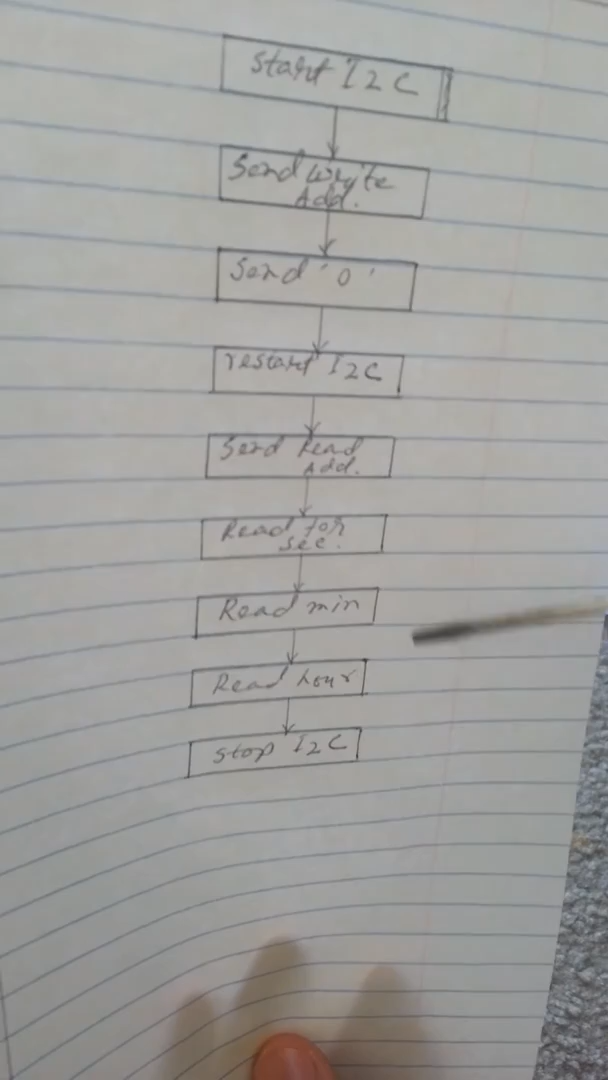 start I2C
Send Write
Add.
Send '0'
restart I2C
Send Read
Add.
Read for
sec.
Read min
Read hour
stop I2C